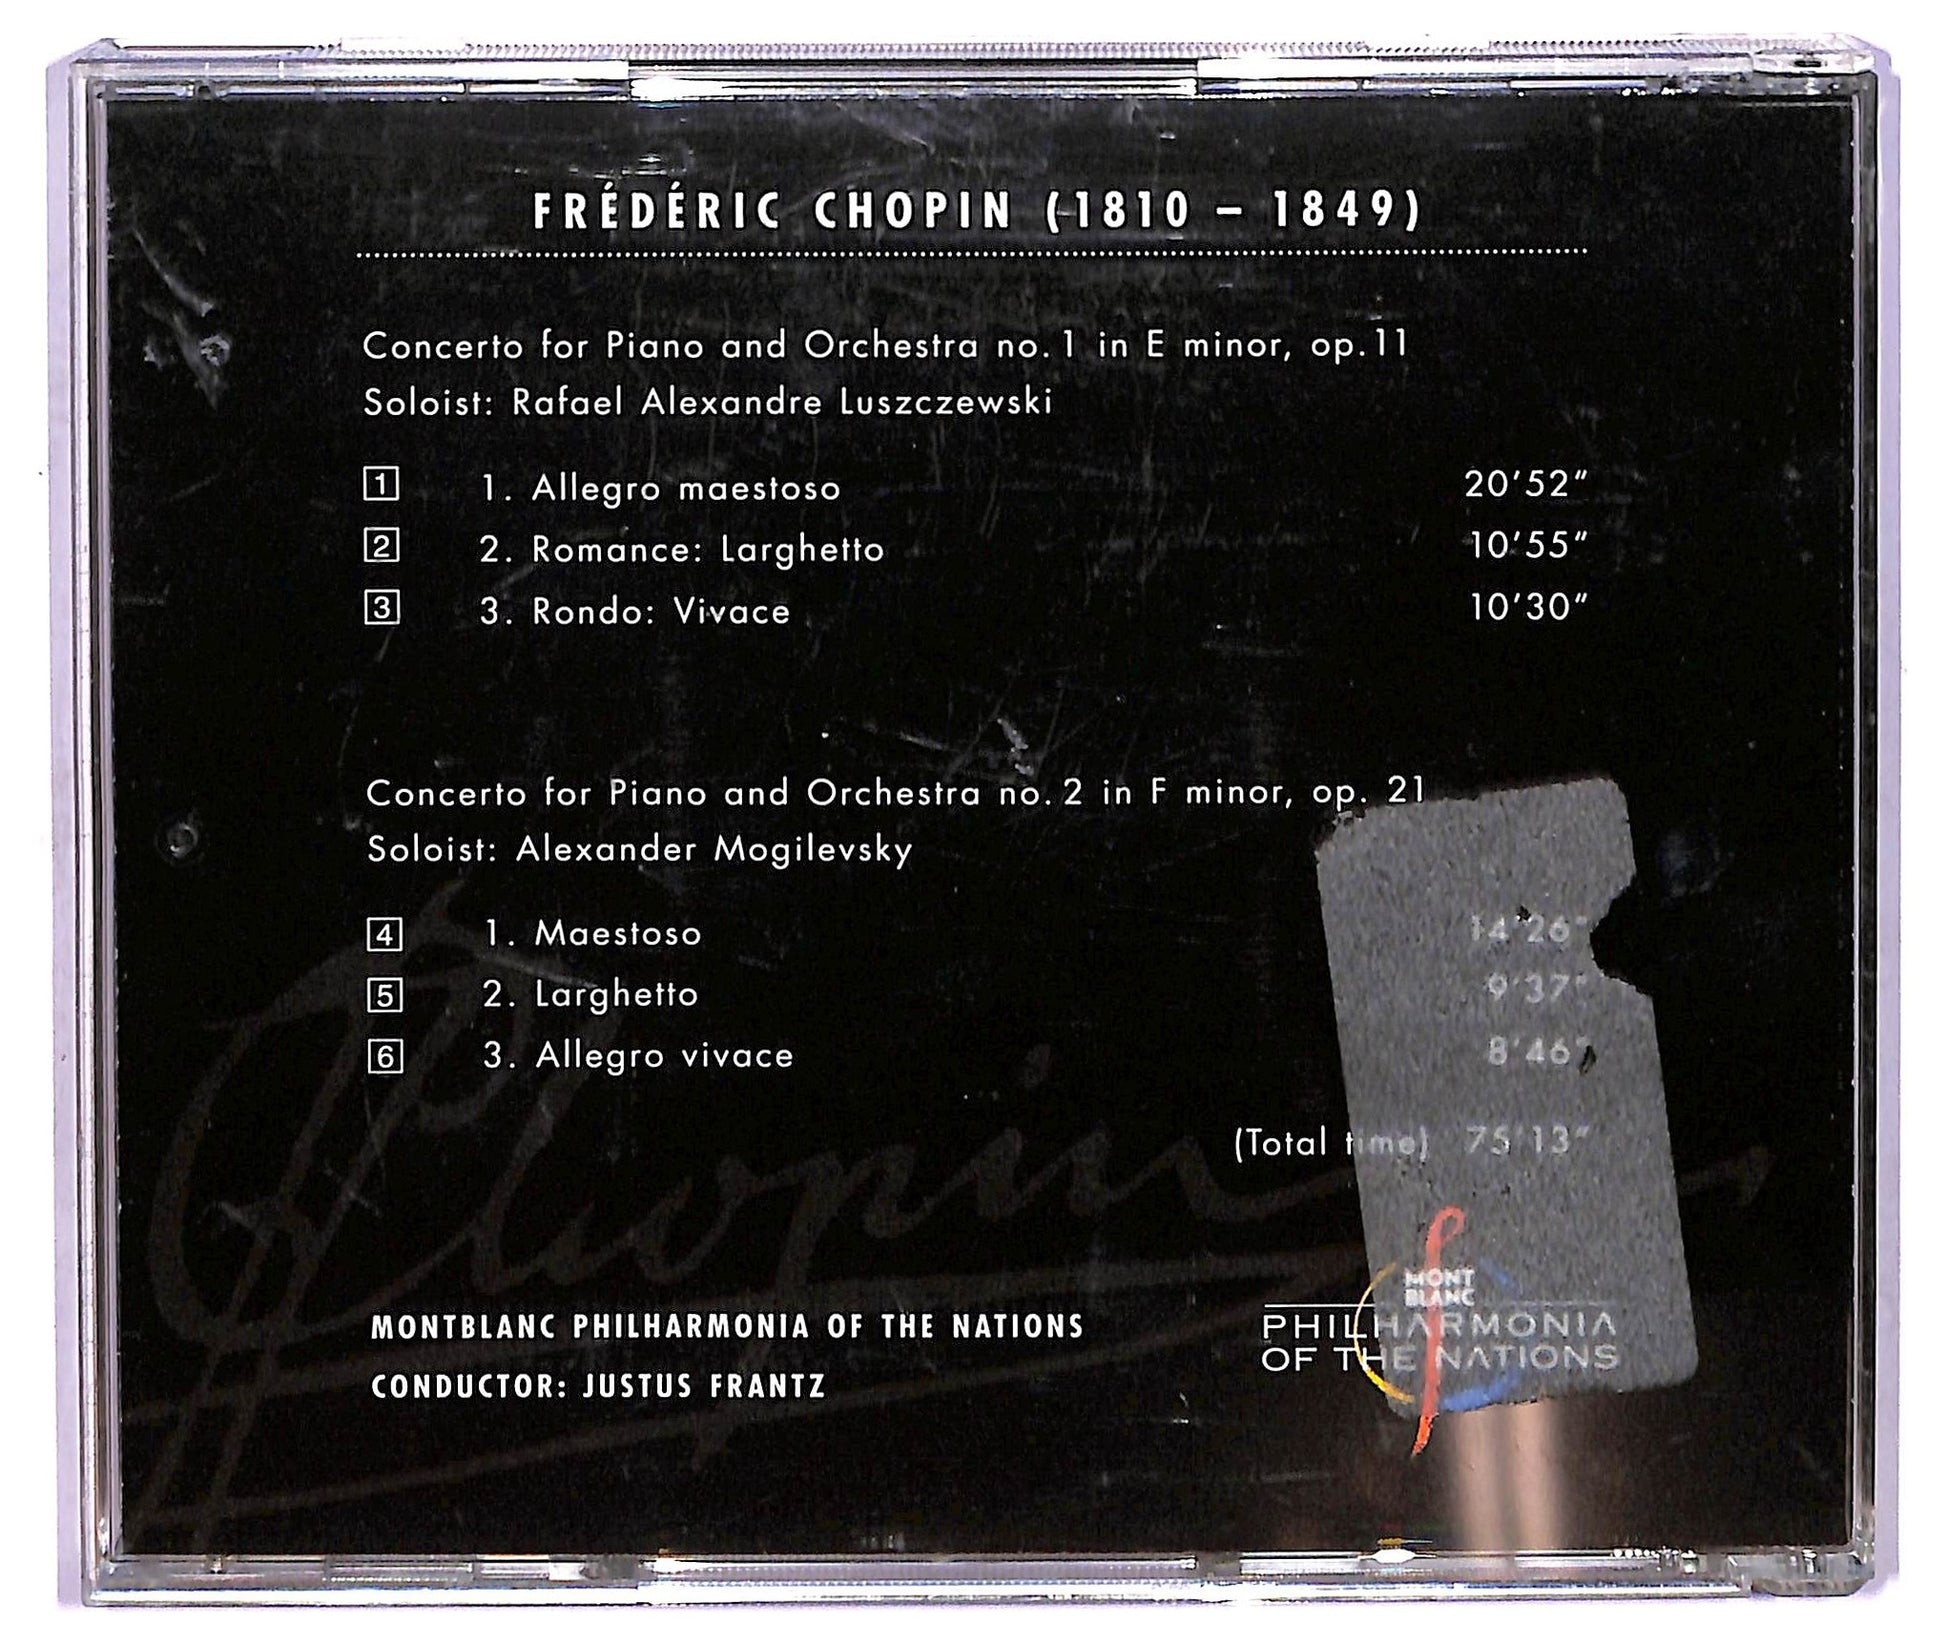 FRÉDÉRIC CHOPIN (1810 – 1849)
Concerto for Piano and Orchestra no. 1 in E minor, op. 11
Soloist: Rafael Alexandre Luszczewski
1 1. Allegro maestoso 20'52"
2 2. Romance: Larghetto 10'55"
3 3. Rondo: Vivace 10'30"
Concerto for Piano and Orchestra no. 2 in F minor, op. 21
Soloist: Alexander Mogilevsky
4 1. Maestoso 14'26"
5 2. Larghetto 9'37"
6 3. Allegro vivace 8'46"
(Total time) 75'13"
Chopin
MONTBLANC PHILHARMONIA OF THE NATIONS
CONDUCTOR: JUSTUS FRANTZ
MONT
BLANC
PHILHARMONIA
OF THE NATIONS